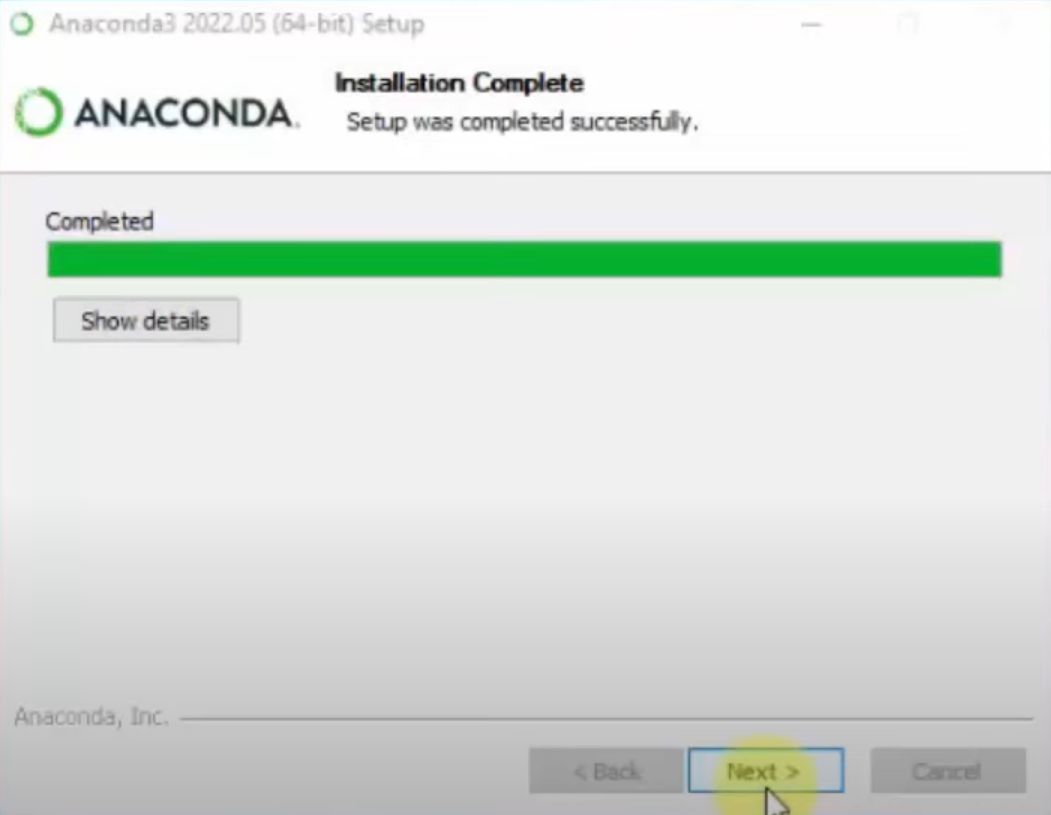 Anaconda3 2022.05 (64-bit) Setup
ANACONDA.
Installation Complete
Setup was completed successfully.
Completed
Show details
Anaconda, Inc.
< Back
Next >
Cancel